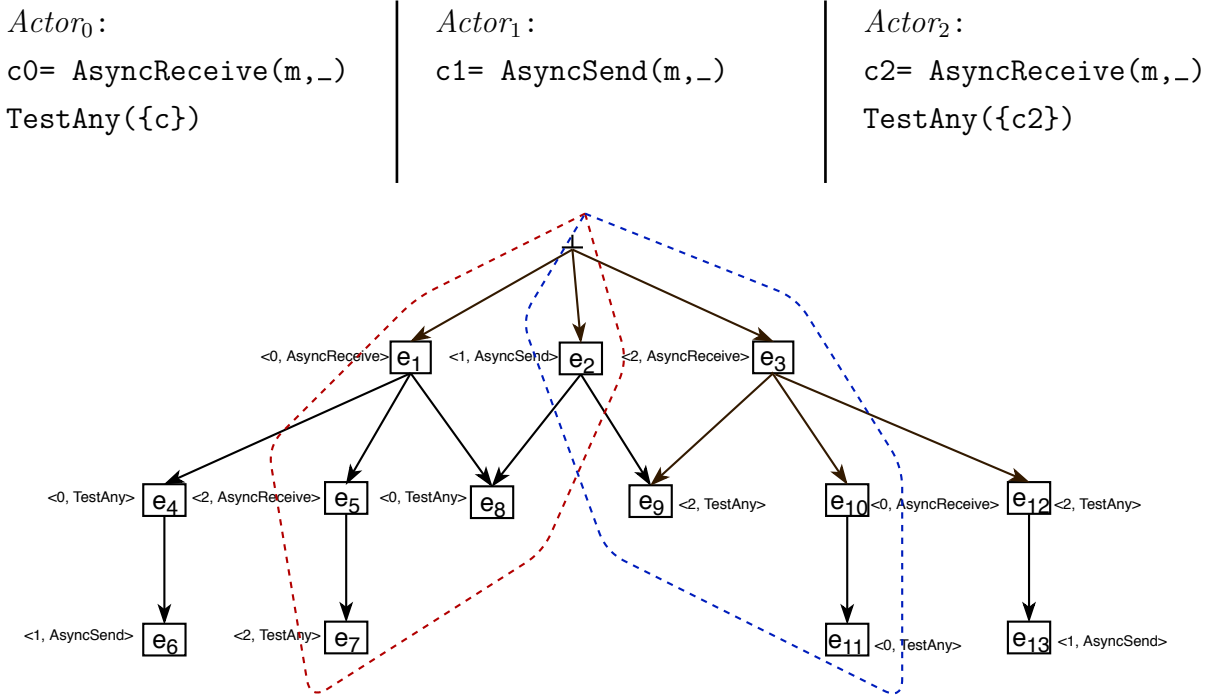 Actor₀: Actor₁: Actor₂:
c0= AsyncReceive(m,_) c1= AsyncSend(m,_) c2= AsyncReceive(m,_)
TestAny({c}) TestAny({c2})
⊥
<0, AsyncReceive> e₁ <1, AsyncSend> e₂ <2, AsyncReceive> e₃
<0, TestAny> e₄ <2, AsyncReceive> e₅ <0, TestAny> e₈ e₉ <2, TestAny> e₁₀ <0, AsyncReceive> e₁₂ <2, TestAny>
<1, AsyncSend> e₆ <2, TestAny> e₇ e₁₁ <0, TestAny> e₁₃ <1, AsyncSend>